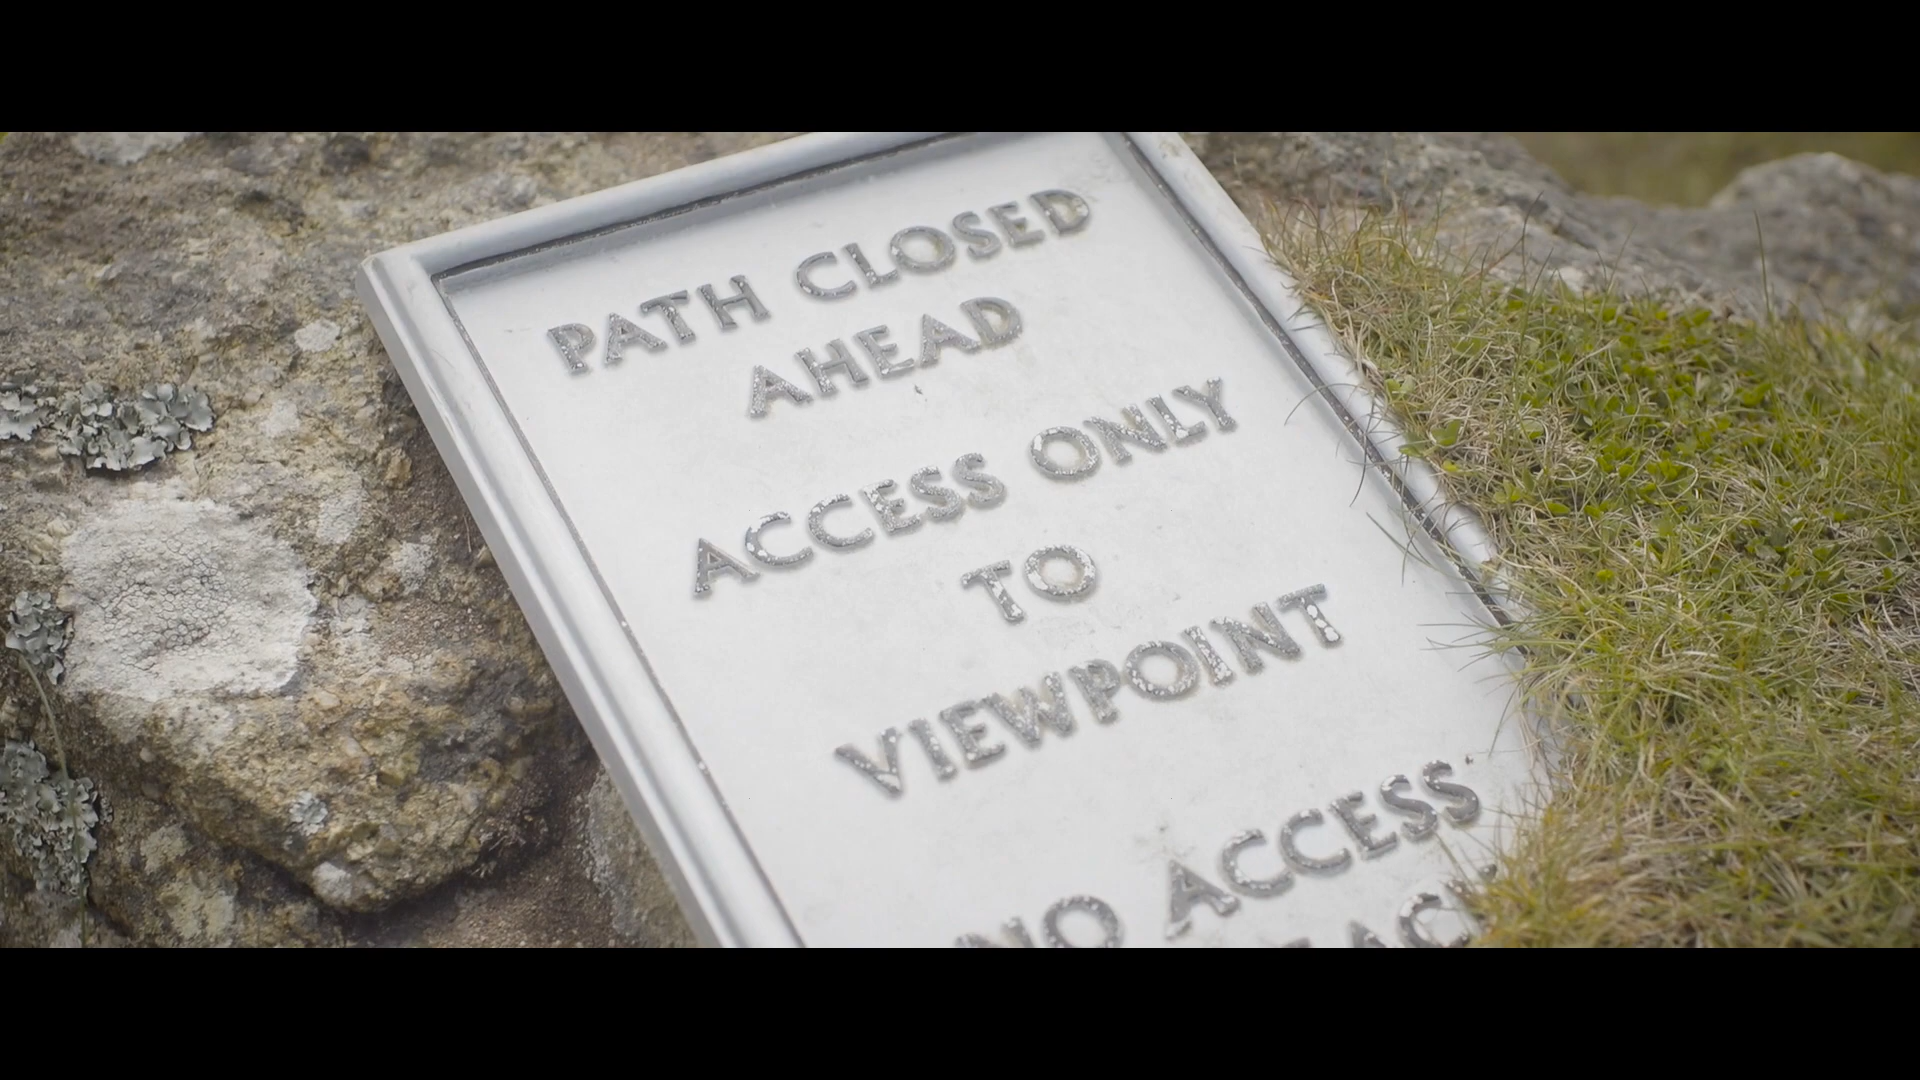 PATH CLOSED
AHEAD
ACCESS ONLY
TO
VIEWPOINT
NO ACCESS